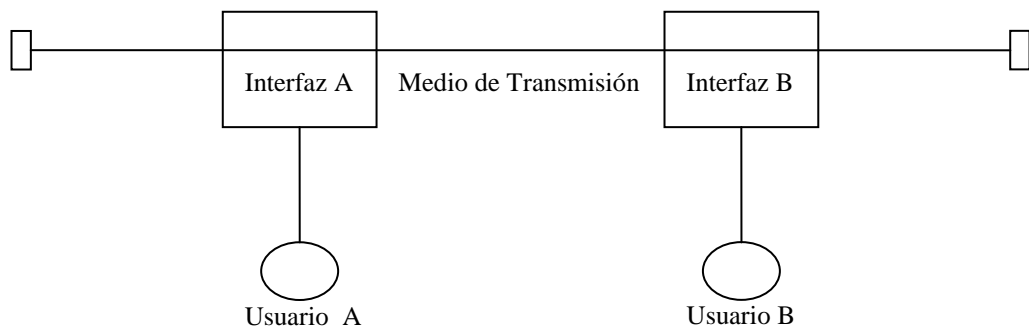 Interfaz A
Medio de Transmisión
Interfaz B
Usuario A
Usuario B